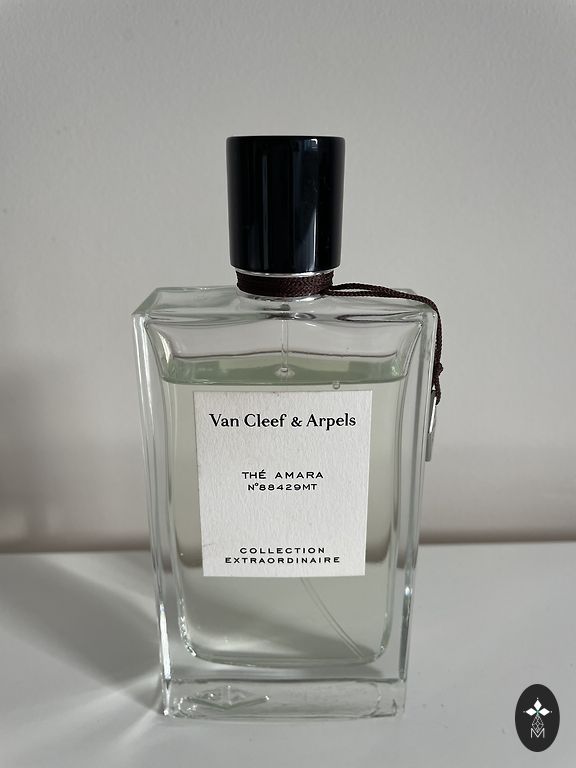 Van Cleef & Arpels
THÉ AMARA
N°88429MT
COLLECTION
EXTRAORDINAIRE
M